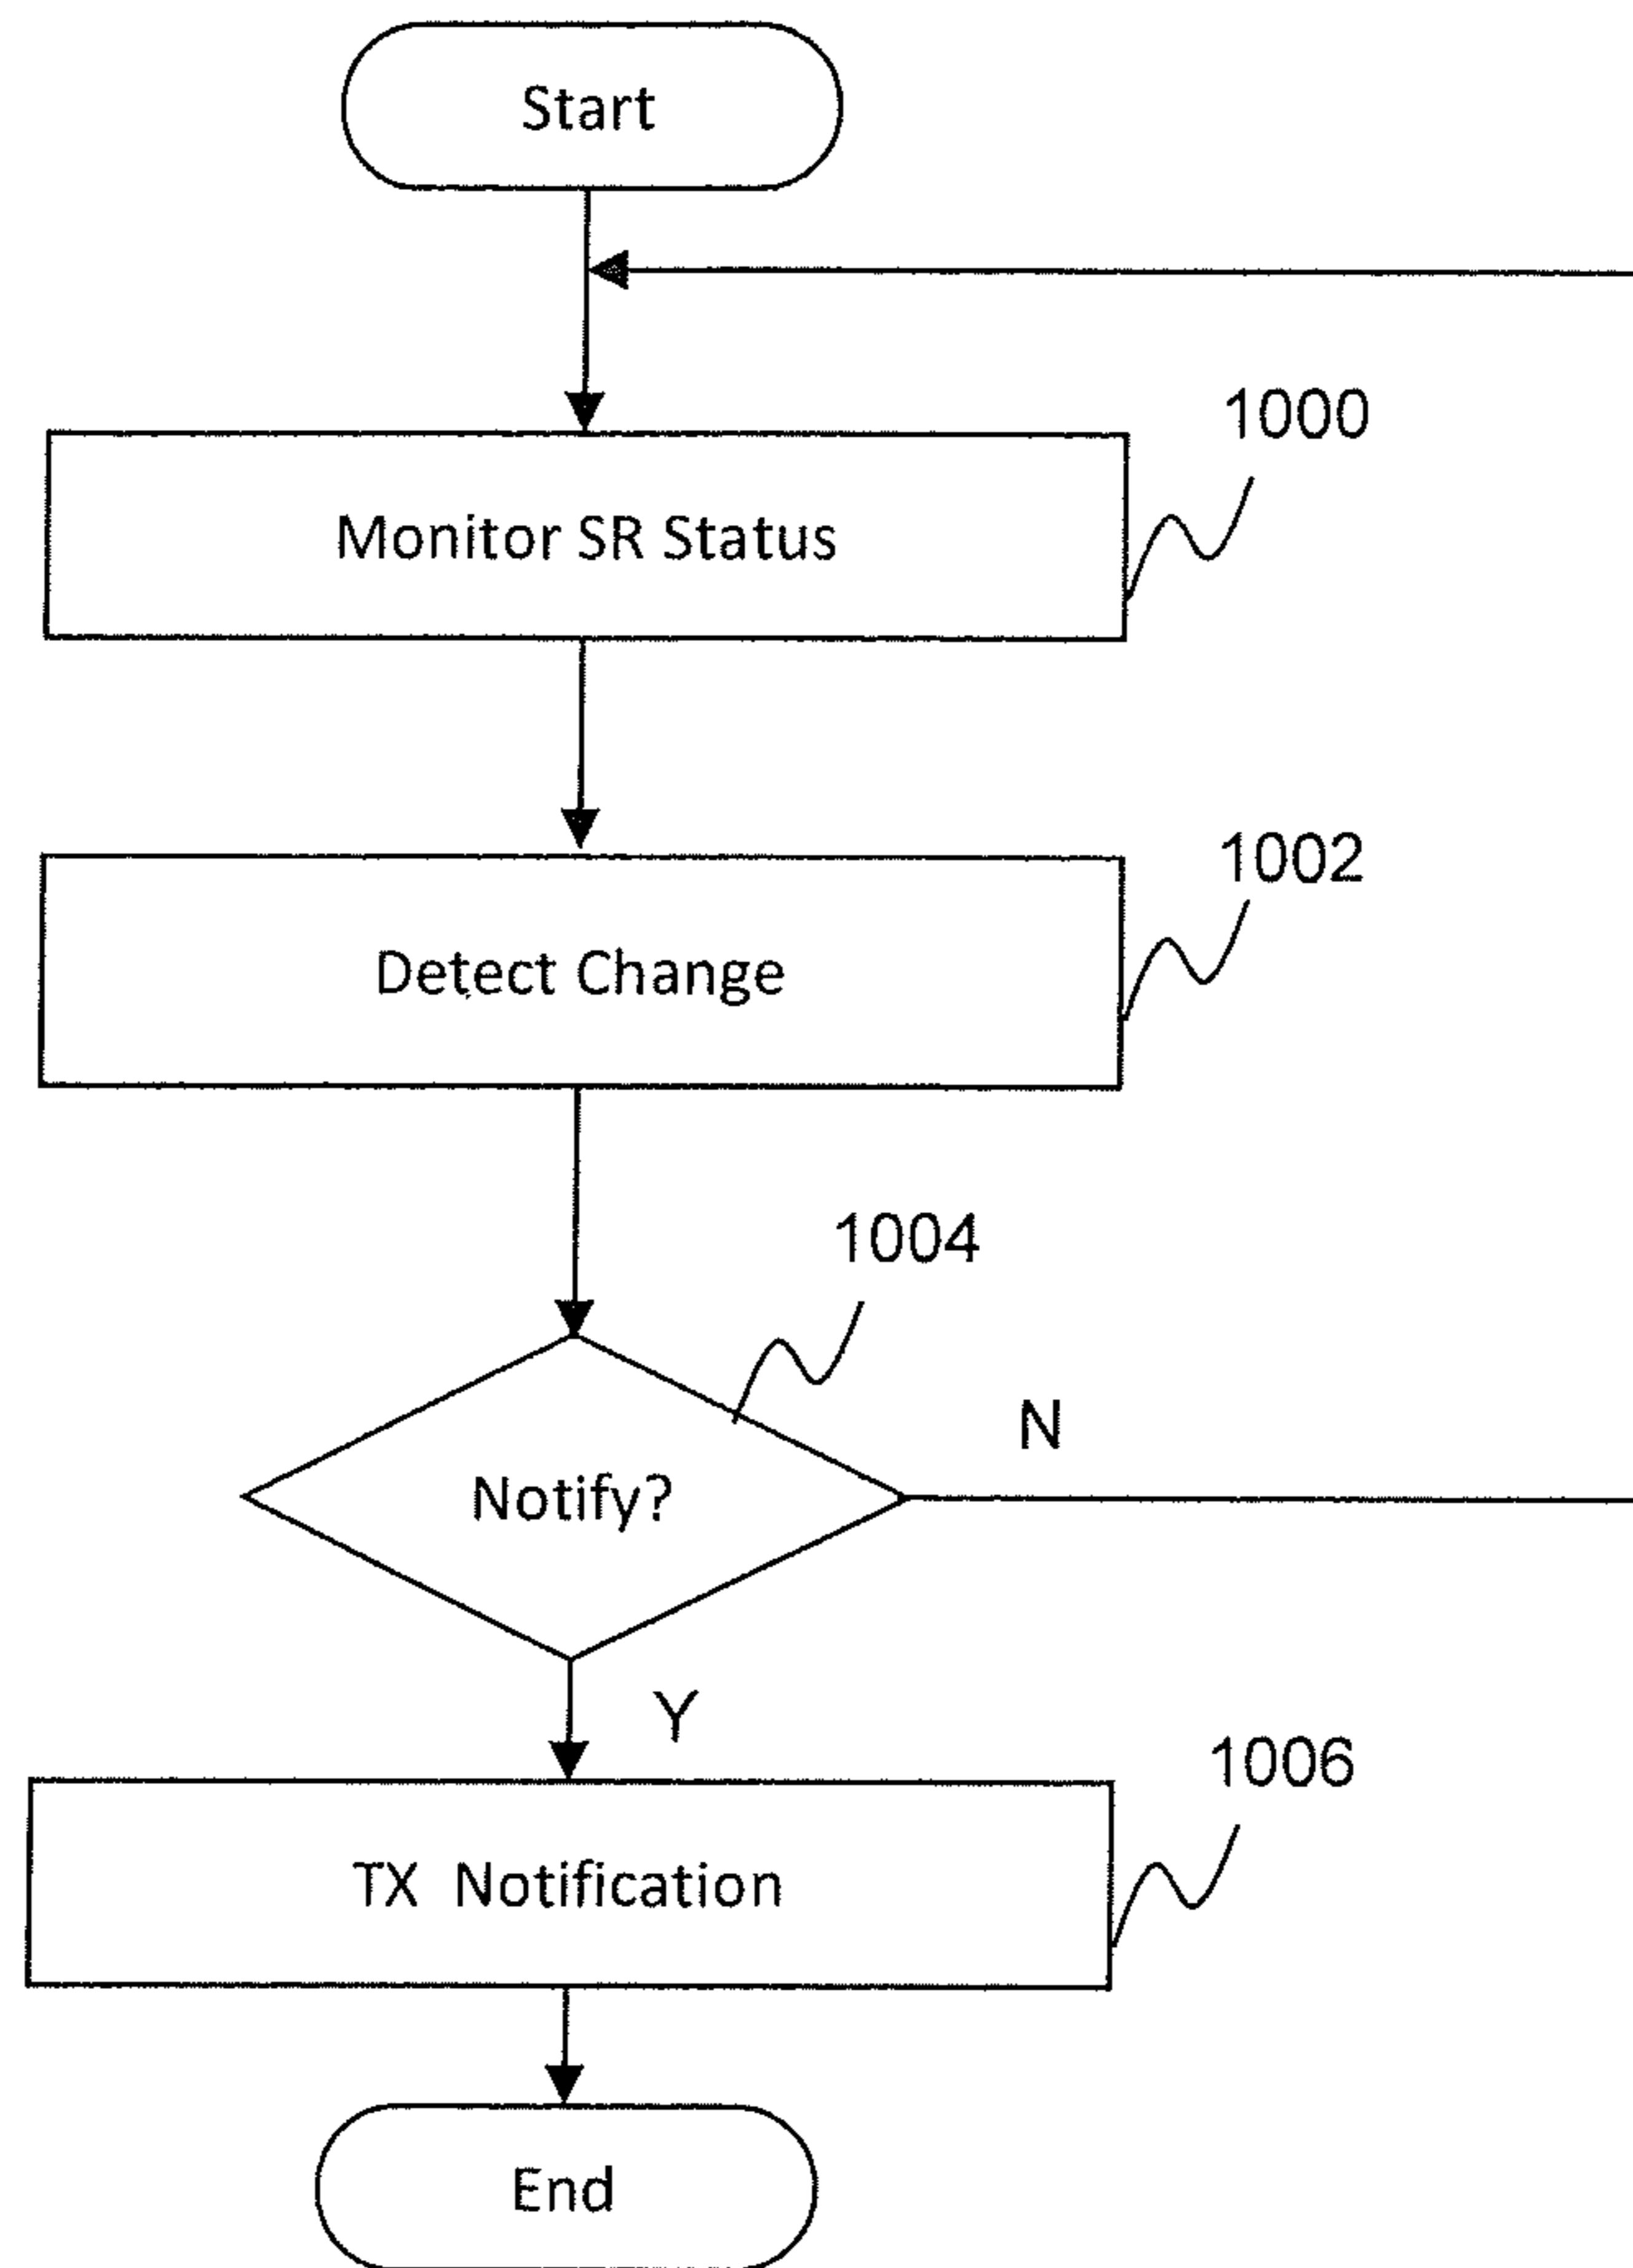 Start
1000
Monitor SR Status
1002
Detect Change
1004
N
Notify?
Y
1006
TX Notification
End